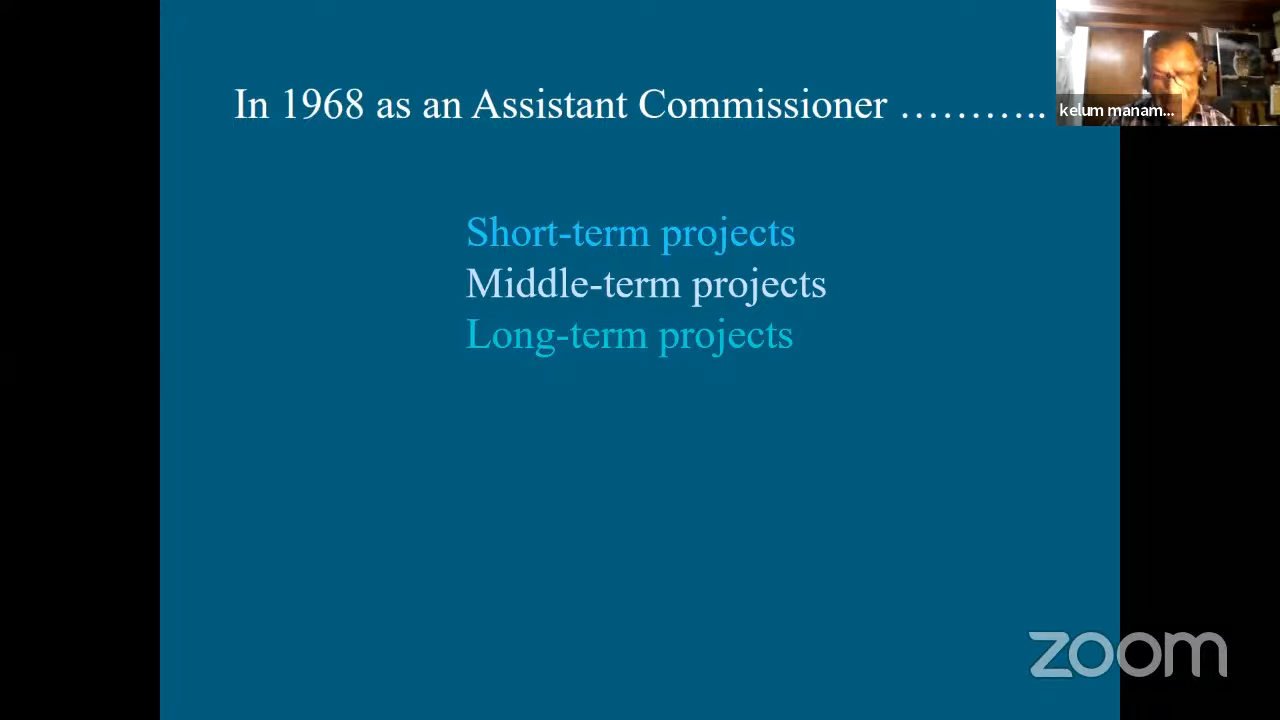 In 1968 as an Assistant Commissioner ………..
kelum manam...
Short-term projects
Middle-term projects
Long-term projects
zoom